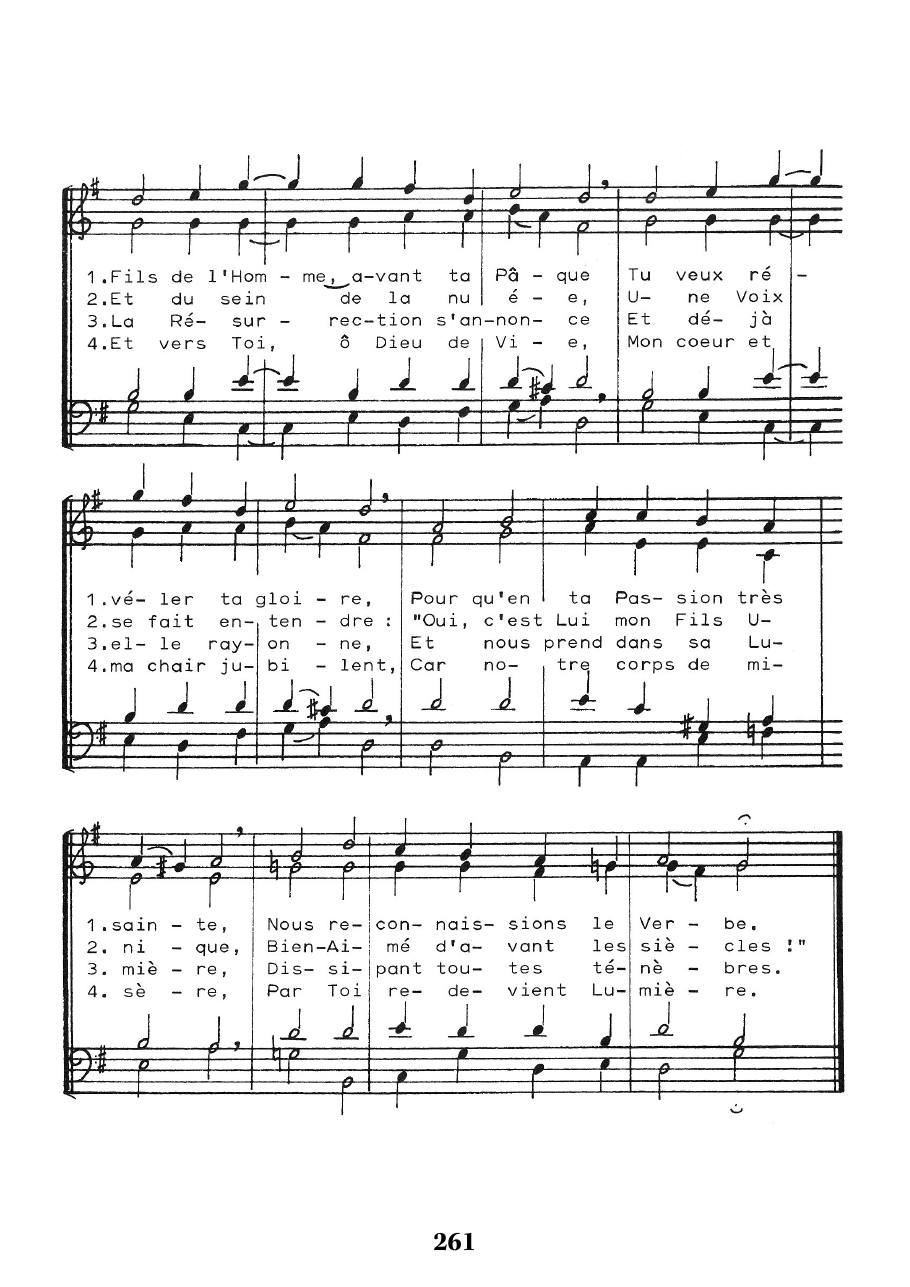 1.Fils de l'Hom - me, a-vant ta Pâ - que Tu veux ré -
2.Et du sein de la nu é - e, U- ne Voix
3.La Ré- sur - rec-tion s'an-non- ce Et dé- jà
4.Et vers Toi, ô Dieu de Vi - e, Mon coeur et
1.vé- ler ta gloi - re, Pour qu'en ta Pas- sion très
2.se fait en- ten - dre : "Oui, c'est Lui mon Fils U-
3.el- le ray- on - ne, Et nous prend dans sa Lu-
4.ma chair ju- bi - lent, Car no- tre corps de mi-
1.sain - te, Nous re- con- nais- sions le Ver - be.
2. ni - que, Bien-Ai- mé d'a- vant les siè - cles !"
3. miè - re, Dis- si- pant tou- tes té- nè - bres.
4. sè - re, Par Toi re- de- vient Lu- miè - re.
261